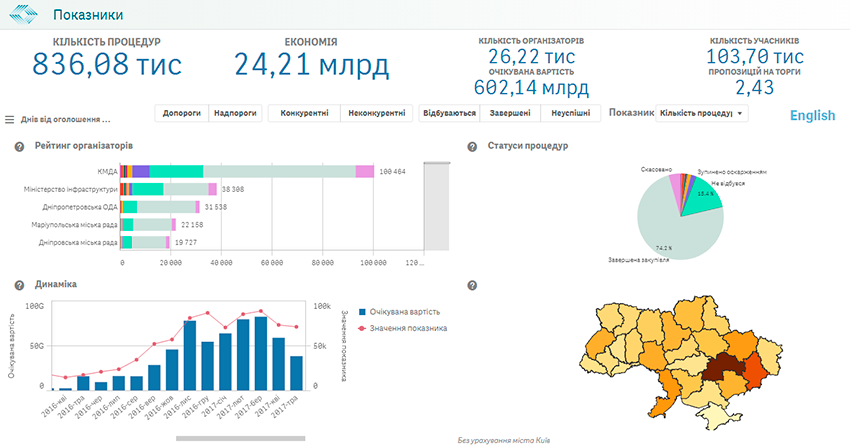 Показники
КІЛЬКІСТЬ ПРОЦЕДУР
836,08 тис
ЕКОНОМІЯ
24,21 млрд
КІЛЬКІСТЬ ОРГАНІЗАТОРІВ
26,22 тис
ОЧІКУВАНА ВАРТІСТЬ
602,14 млрд
КІЛЬКІСТЬ УЧАСНИКІВ
103,70 тис
ПРОПОЗИЦІЙ НА ТОРГИ
2,43
Днів від оголошення ...
Допороги Надпороги
Конкурентні Неконкурентні
Відбуваються Завершені Неуспішні
Показник Кількість процедур
English
Рейтинг організаторів
КМДА 100 464
Міністерство інфраструктури 38 308
Дніпропетровська ОДА 31 538
Маріупольська міська рада 22 158
Дніпровська міська рада 19 727
0 20 000 40 000 60 000 80 000 100 000 120...
Статуси процедур
Скасовано
Зупинено оскарженням
Не відбувся
15.4 %
74.2 %
Завершена закупівля
Динаміка
Очікувана вартість
100G
50G
0
100k
50k
0
Значення показника
2016-кві 2016-тра 2016-чер 2016-лип 2016-сер 2016-вер 2016-жов 2016-лис 2016-гру 2017-січ 2017-лют 2017-бер 2017-кві 2017-тра
Очікувана вартість
Значення показника
Без урахування міста Київ